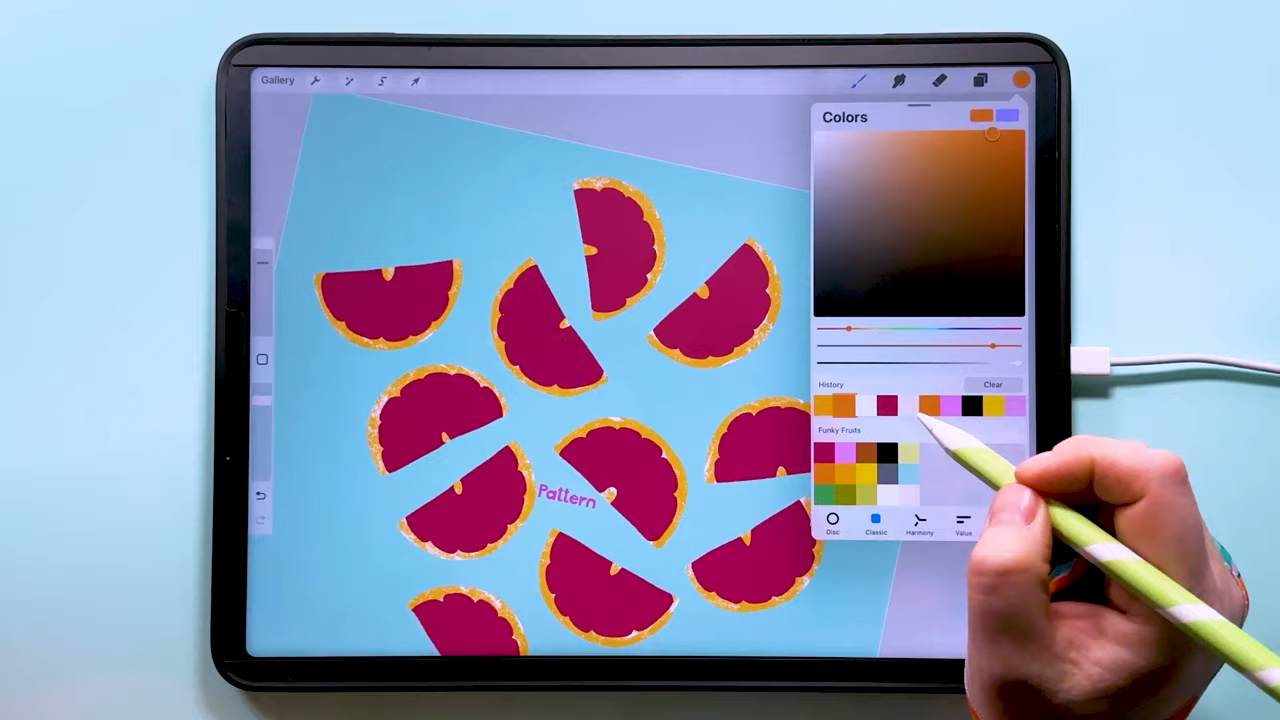 Gallery
Colors
History
Clear
Funky Fruits
Pattern
Disc
Classic
Harmony
Value